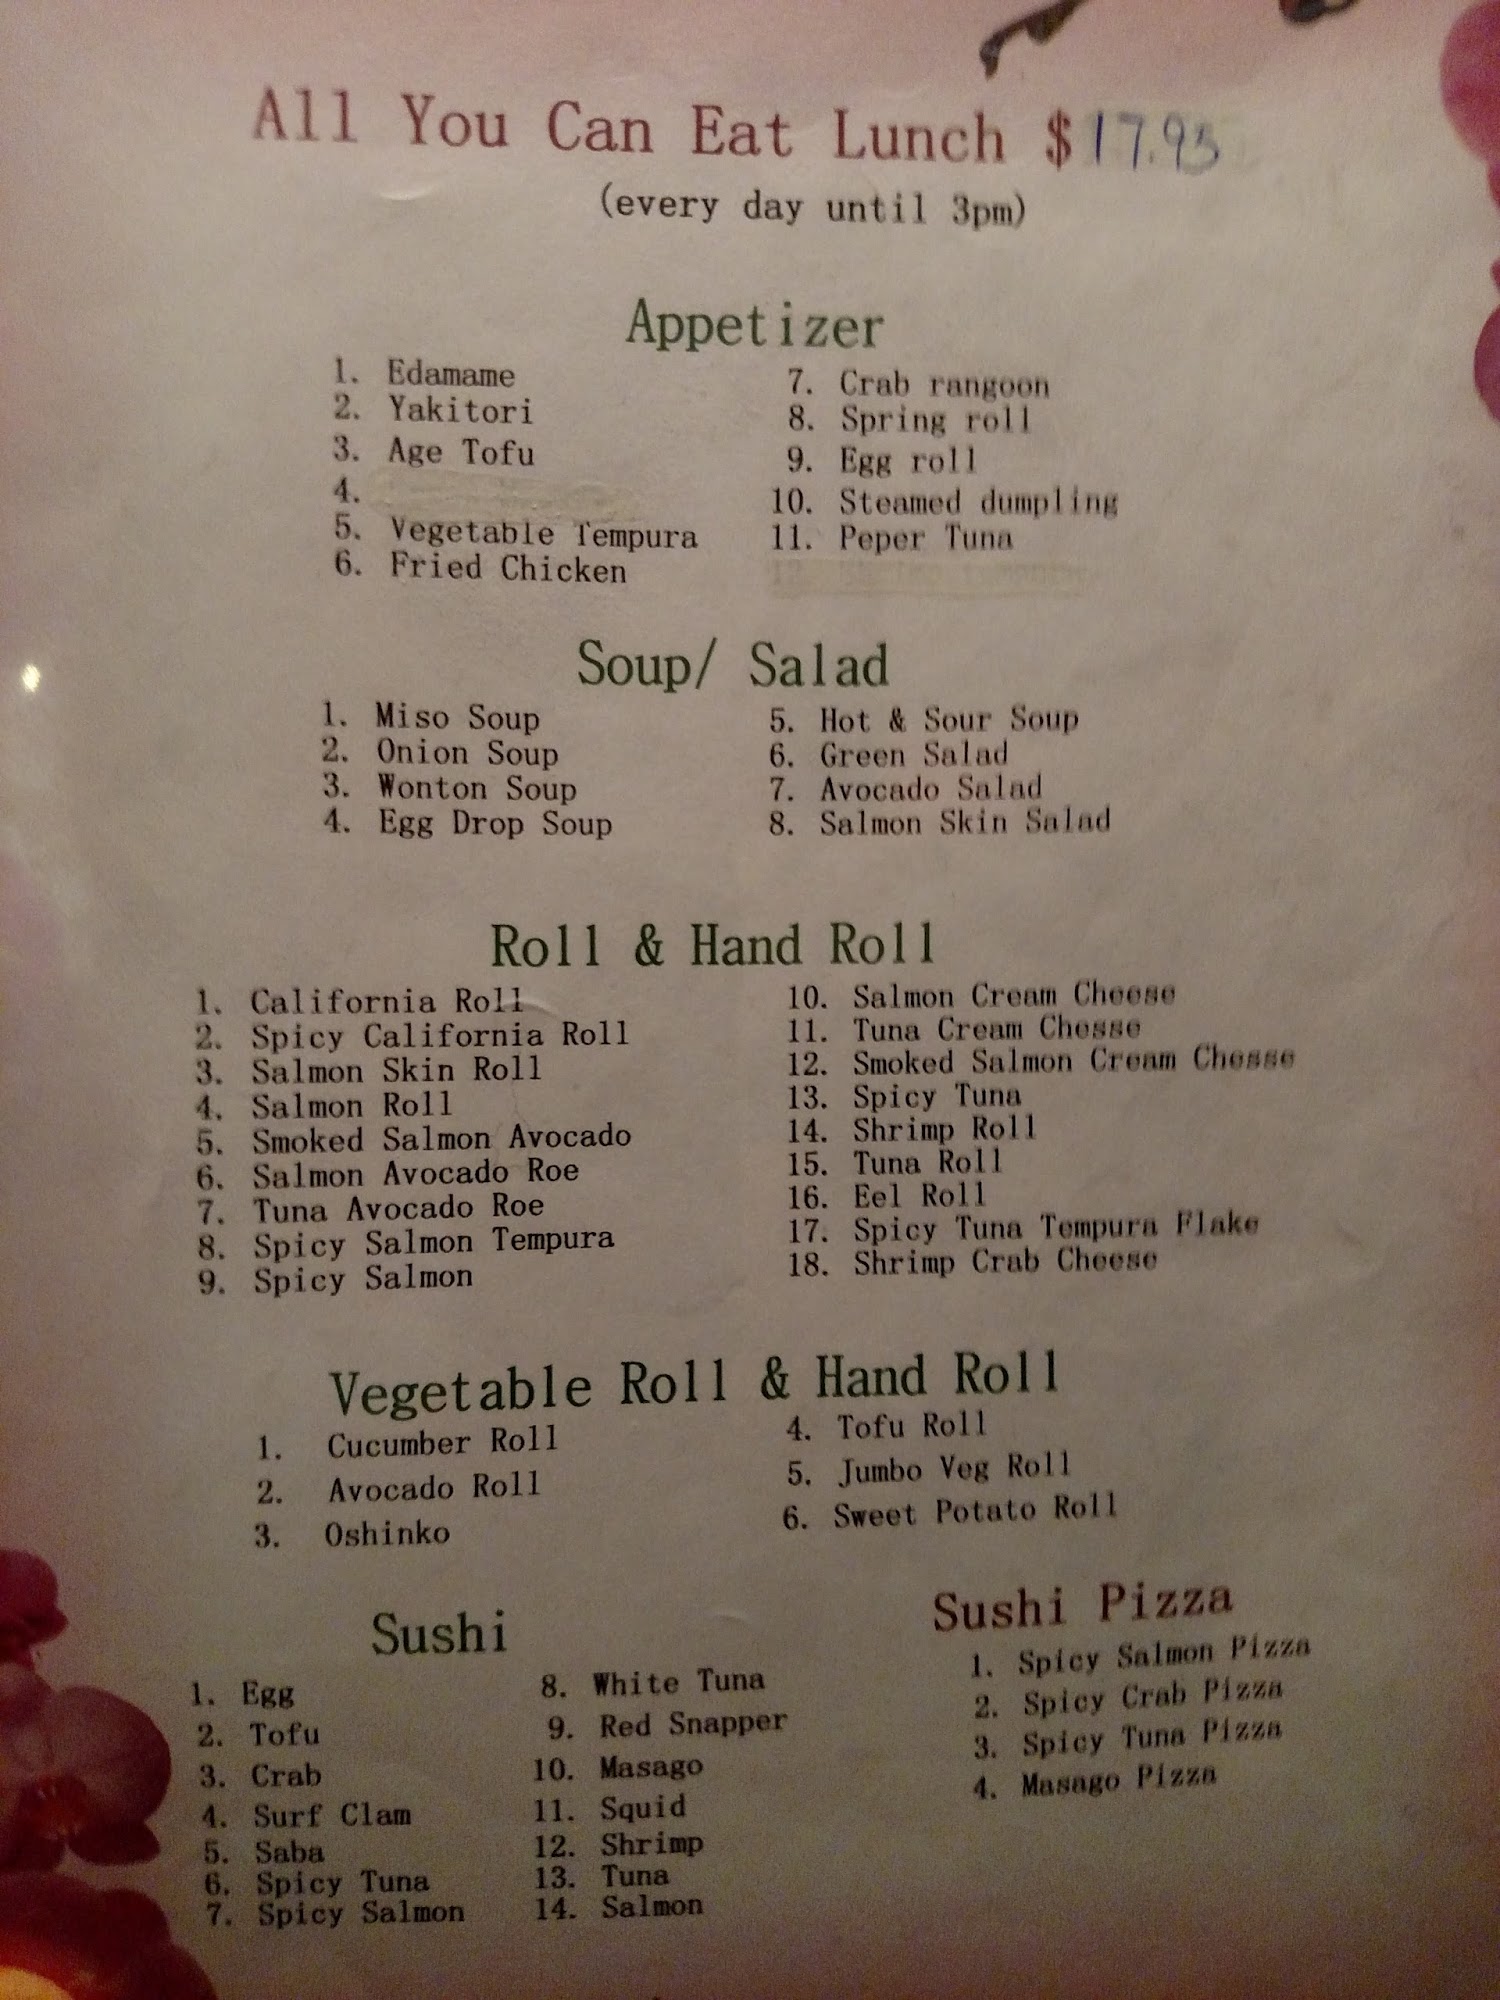 All You Can Eat Lunch $17.95
(every day until 3pm)
Appetizer
1. Edamame
2. Yakitori
3. Age Tofu
4.
5. Vegetable Tempura
6. Fried Chicken
7. Crab rangoon
8. Spring roll
9. Egg roll
10. Steamed dumpling
11. Peper Tuna
Soup/ Salad
1. Miso Soup
2. Onion Soup
3. Wonton Soup
4. Egg Drop Soup
5. Hot & Sour Soup
6. Green Salad
7. Avocado Salad
8. Salmon Skin Salad
Roll & Hand Roll
1. California Roll
2. Spicy California Roll
3. Salmon Skin Roll
4. Salmon Roll
5. Smoked Salmon Avocado
6. Salmon Avocado Roe
7. Tuna Avocado Roe
8. Spicy Salmon Tempura
9. Spicy Salmon
10. Salmon Cream Cheese
11. Tuna Cream Chesse
12. Smoked Salmon Cream Chesse
13. Spicy Tuna
14. Shrimp Roll
15. Tuna Roll
16. Eel Roll
17. Spicy Tuna Tempura Flake
18. Shrimp Crab Cheese
Vegetable Roll & Hand Roll
1. Cucumber Roll
2. Avocado Roll
3. Oshinko
4. Tofu Roll
5. Jumbo Veg Roll
6. Sweet Potato Roll
Sushi
1. Egg
2. Tofu
3. Crab
4. Surf Clam
5. Saba
6. Spicy Tuna
7. Spicy Salmon
8. White Tuna
9. Red Snapper
10. Masago
11. Squid
12. Shrimp
13. Tuna
14. Salmon
Sushi Pizza
1. Spicy Salmon Pizza
2. Spicy Crab Pizza
3. Spicy Tuna Pizza
4. Masago Pizza